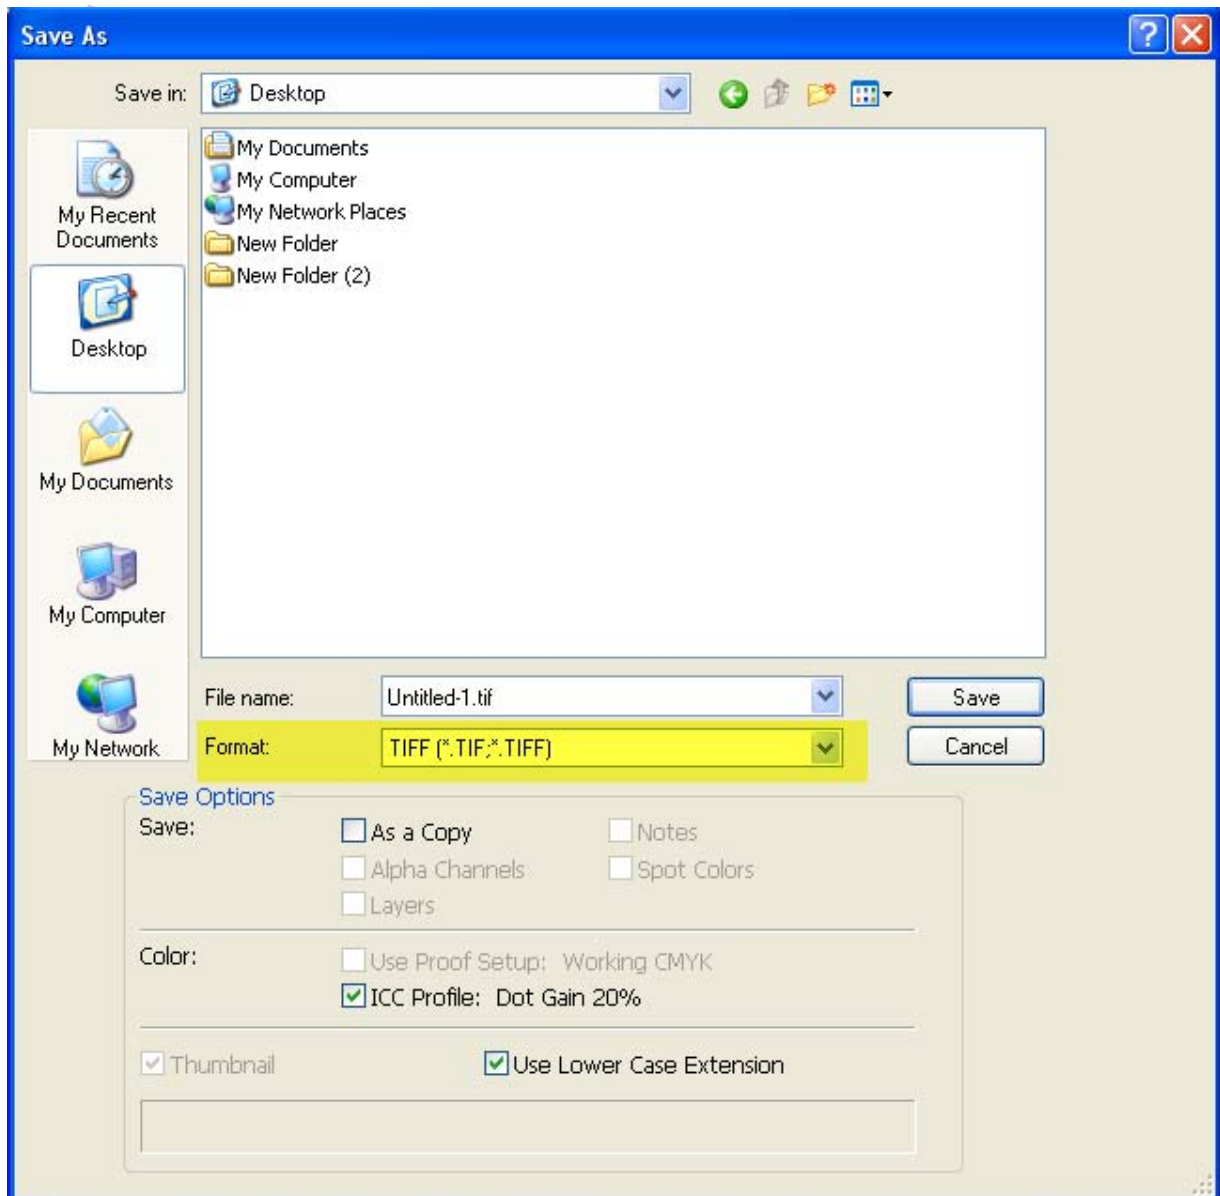 Save As
Save in: Desktop
My Recent
Documents
Desktop
My Documents
My Computer
My Network
My Documents
My Computer
My Network Places
New Folder
New Folder (2)
File name: Untitled-1.tif Save
Format: TIFF (*.TIF;*.TIFF) Cancel
Save Options
Save: As a Copy Notes
Alpha Channels Spot Colors
Layers
Color: Use Proof Setup: Working CMYK
ICC Profile: Dot Gain 20%
Thumbnail Use Lower Case Extension